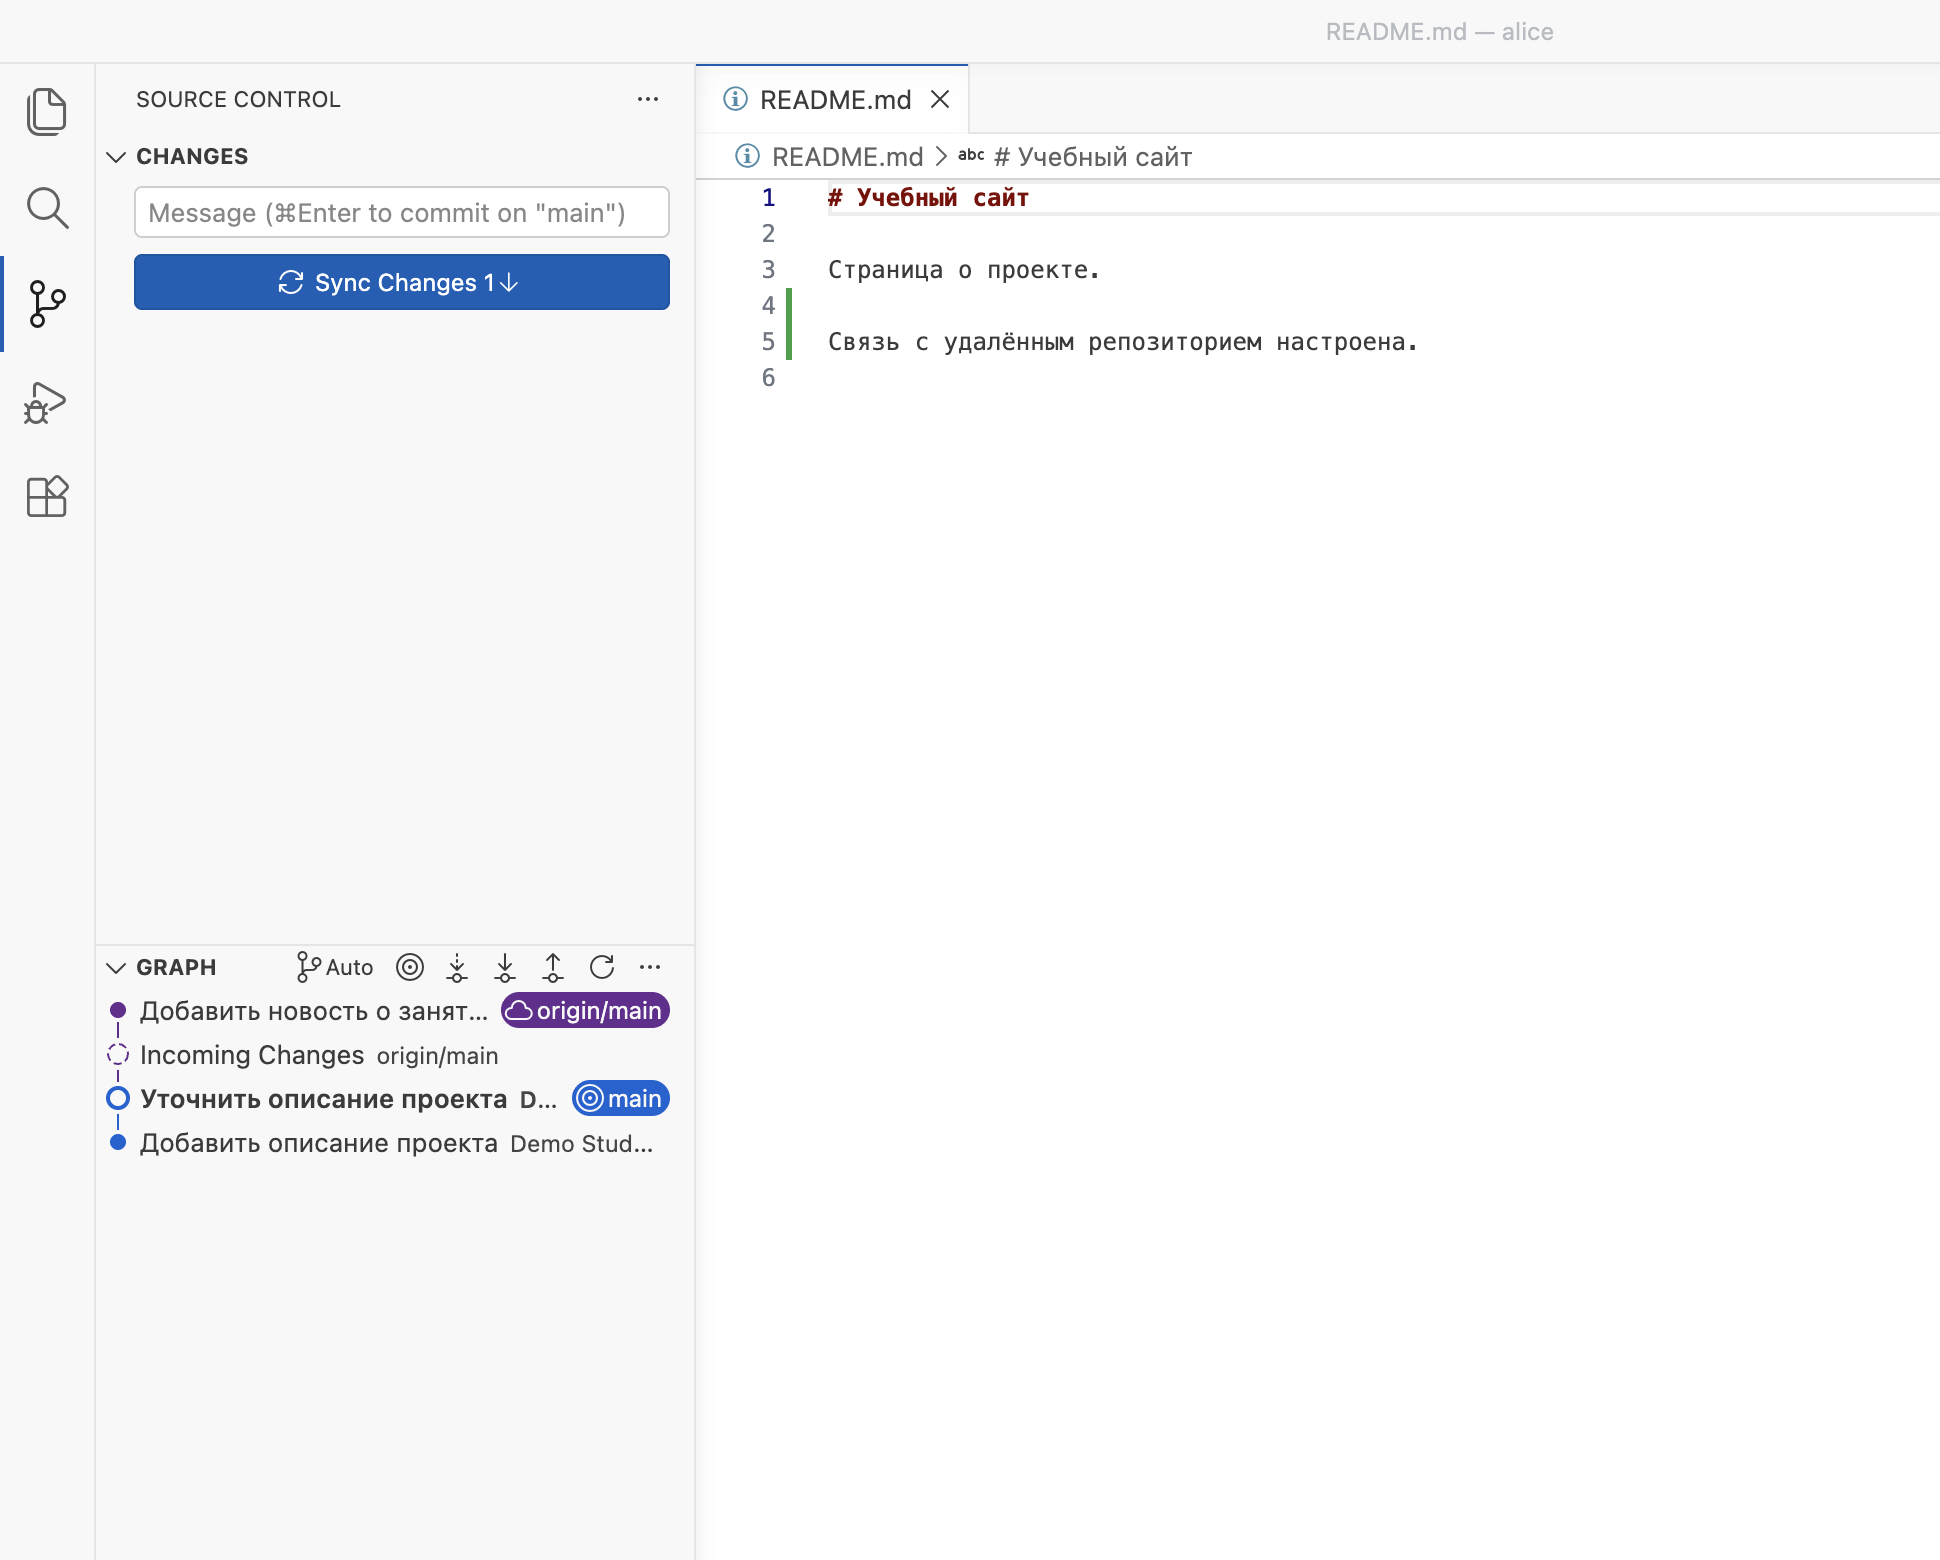 README.md — alice
SOURCE CONTROL
CHANGES
Message (⌘Enter to commit on "main")
Sync Changes 1↓
README.md
README.md > abc # Учебный сайт
1 # Учебный сайт
2
3 Страница о проекте.
4
5 Связь с удалённым репозиторием настроена.
6
GRAPH Auto
Добавить новость о занят... origin/main
Incoming Changes origin/main
Уточнить описание проекта D... main
Добавить описание проекта Demo Stud...